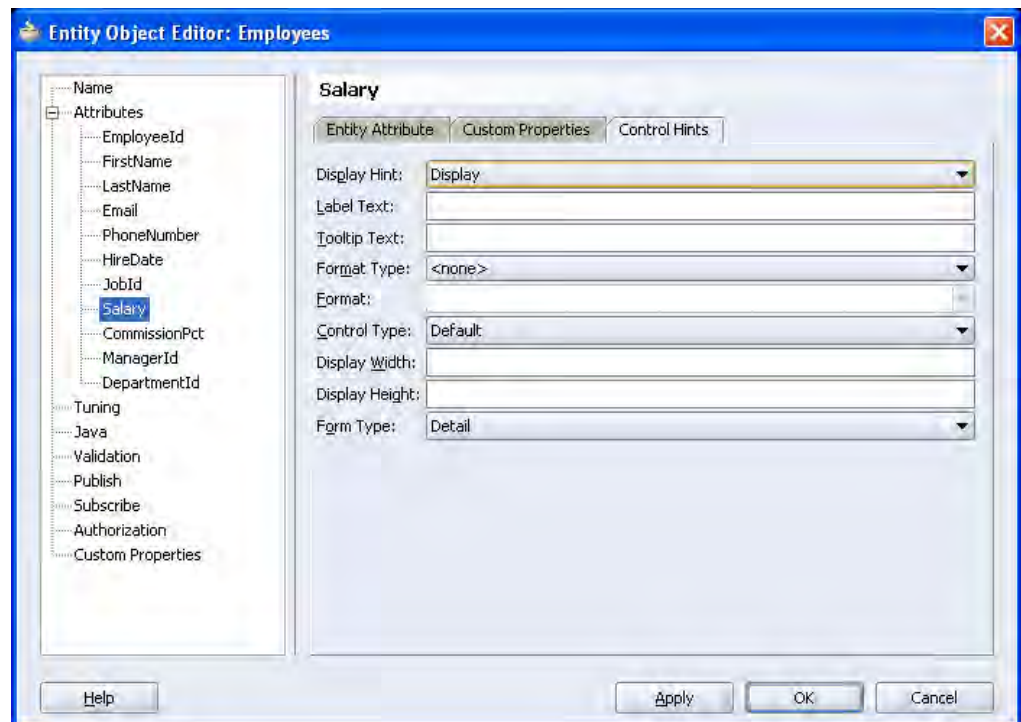 Entity Object Editor: Employees
Name
Attributes
EmployeeId
FirstName
LastName
Email
PhoneNumber
HireDate
JobId
Salary
CommissionPct
ManagerId
DepartmentId
Tuning
Java
Validation
Publish
Subscribe
Authorization
Custom Properties
Salary
Entity Attribute Custom Properties Control Hints
Display Hint: Display
Label Text:
Tooltip Text:
Format Type: <none>
Format:
Control Type: Default
Display Width:
Display Height:
Form Type: Detail
Help Apply OK Cancel